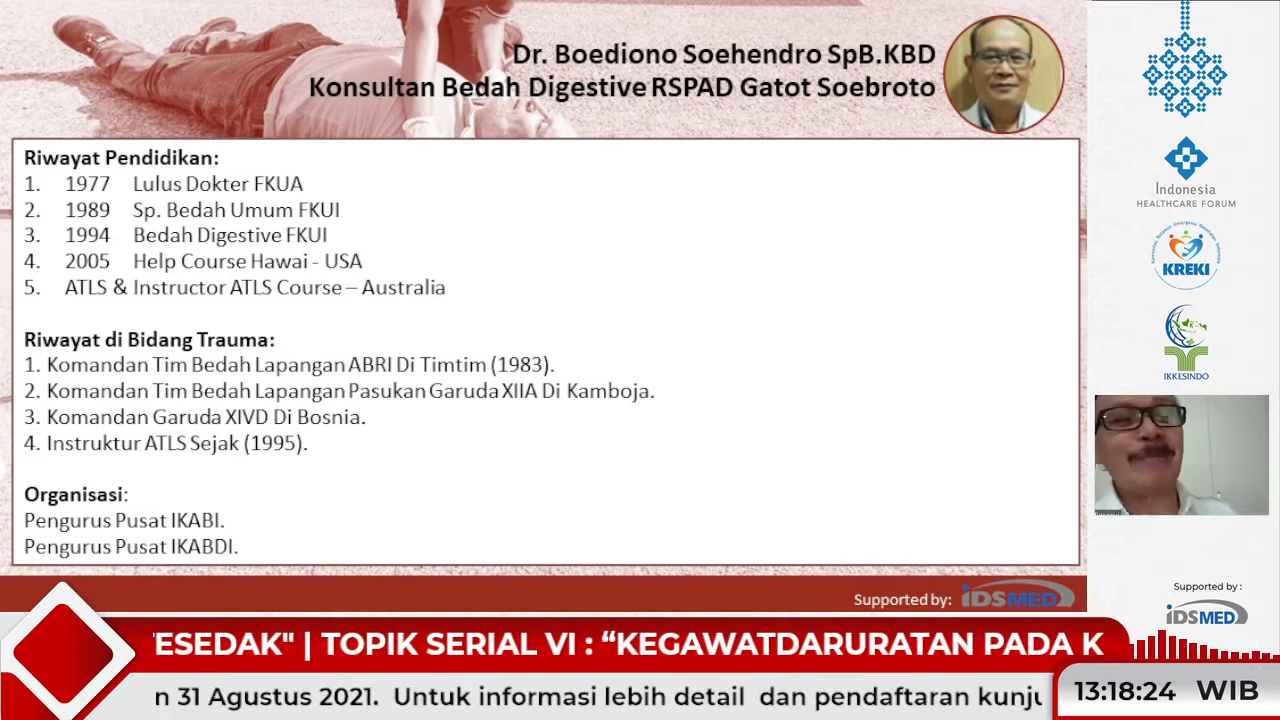 Dr. Boediono Soehendro SpB.KBD
Konsultan Bedah Digestive RSPAD Gatot Soebroto
Riwayat Pendidikan:
1. 1977 Lulus Dokter FKUA
2. 1989 Sp. Bedah Umum FKUI
3. 1994 Bedah Digestive FKUI
4. 2005 Help Course Hawai - USA
5. ATLS & Instructor ATLS Course – Australia
Riwayat di Bidang Trauma:
1. Komandan Tim Bedah Lapangan ABRI Di Timtim (1983).
2. Komandan Tim Bedah Lapangan Pasukan Garuda XIIA Di Kamboja.
3. Komandan Garuda XIVD Di Bosnia.
4. Instruktur ATLS Sejak (1995).
Organisasi:
Pengurus Pusat IKABI.
Pengurus Pusat IKABDI.
Supported by: iDSMED
Indonesia
HEALTHCARE FORUM
KREKI
IKKESINDO
Supported by :
iDSMED
ESEDAK" | TOPIK SERIAL VI : “KEGAWATDARURATAN PADA K
n 31 Agustus 2021. Untuk informasi lebih detail dan pendaftaran kunju
13:18:24 WIB